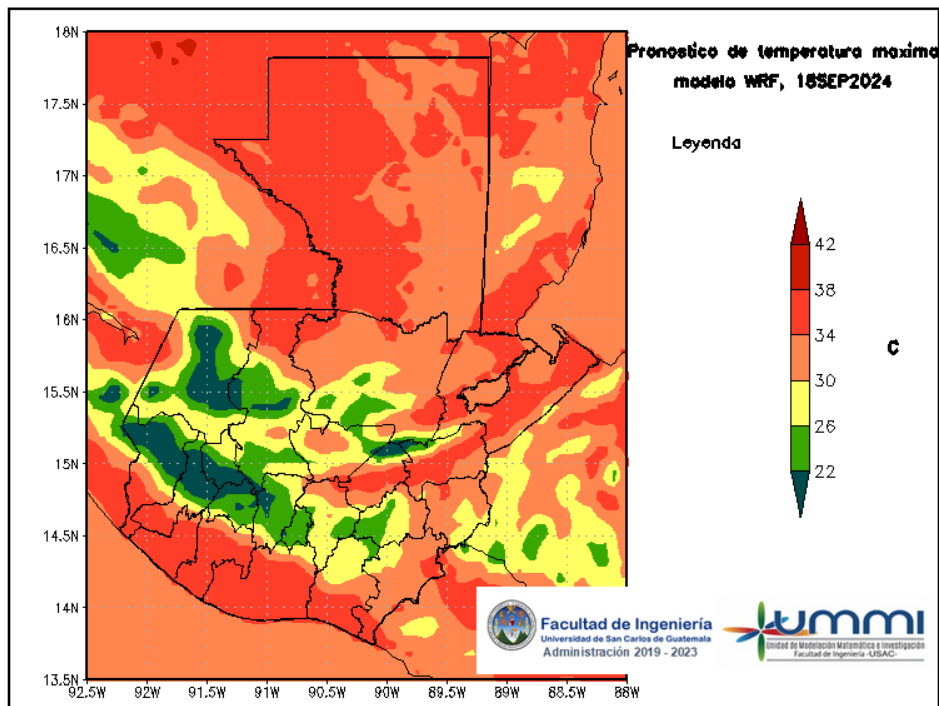 Pronostico de temperatura maxima
modelo WRF, 18SEP2024
Leyenda
42
38
34
30
26
22
C
18N
17.5N
17N
16.5N
16N
15.5N
15N
14.5N
14N
13.5N
92.5W
92W
91.5W
91W
90.5W
90W
89.5W
89W
88.5W
88W
Facultad de Ingeniería
Universidad de San Carlos de Guatemala
Administración 2019 - 2023
UMMI
Unidad de Modelación Matemática e Investigación
Facultad de Ingeniería -USAC-